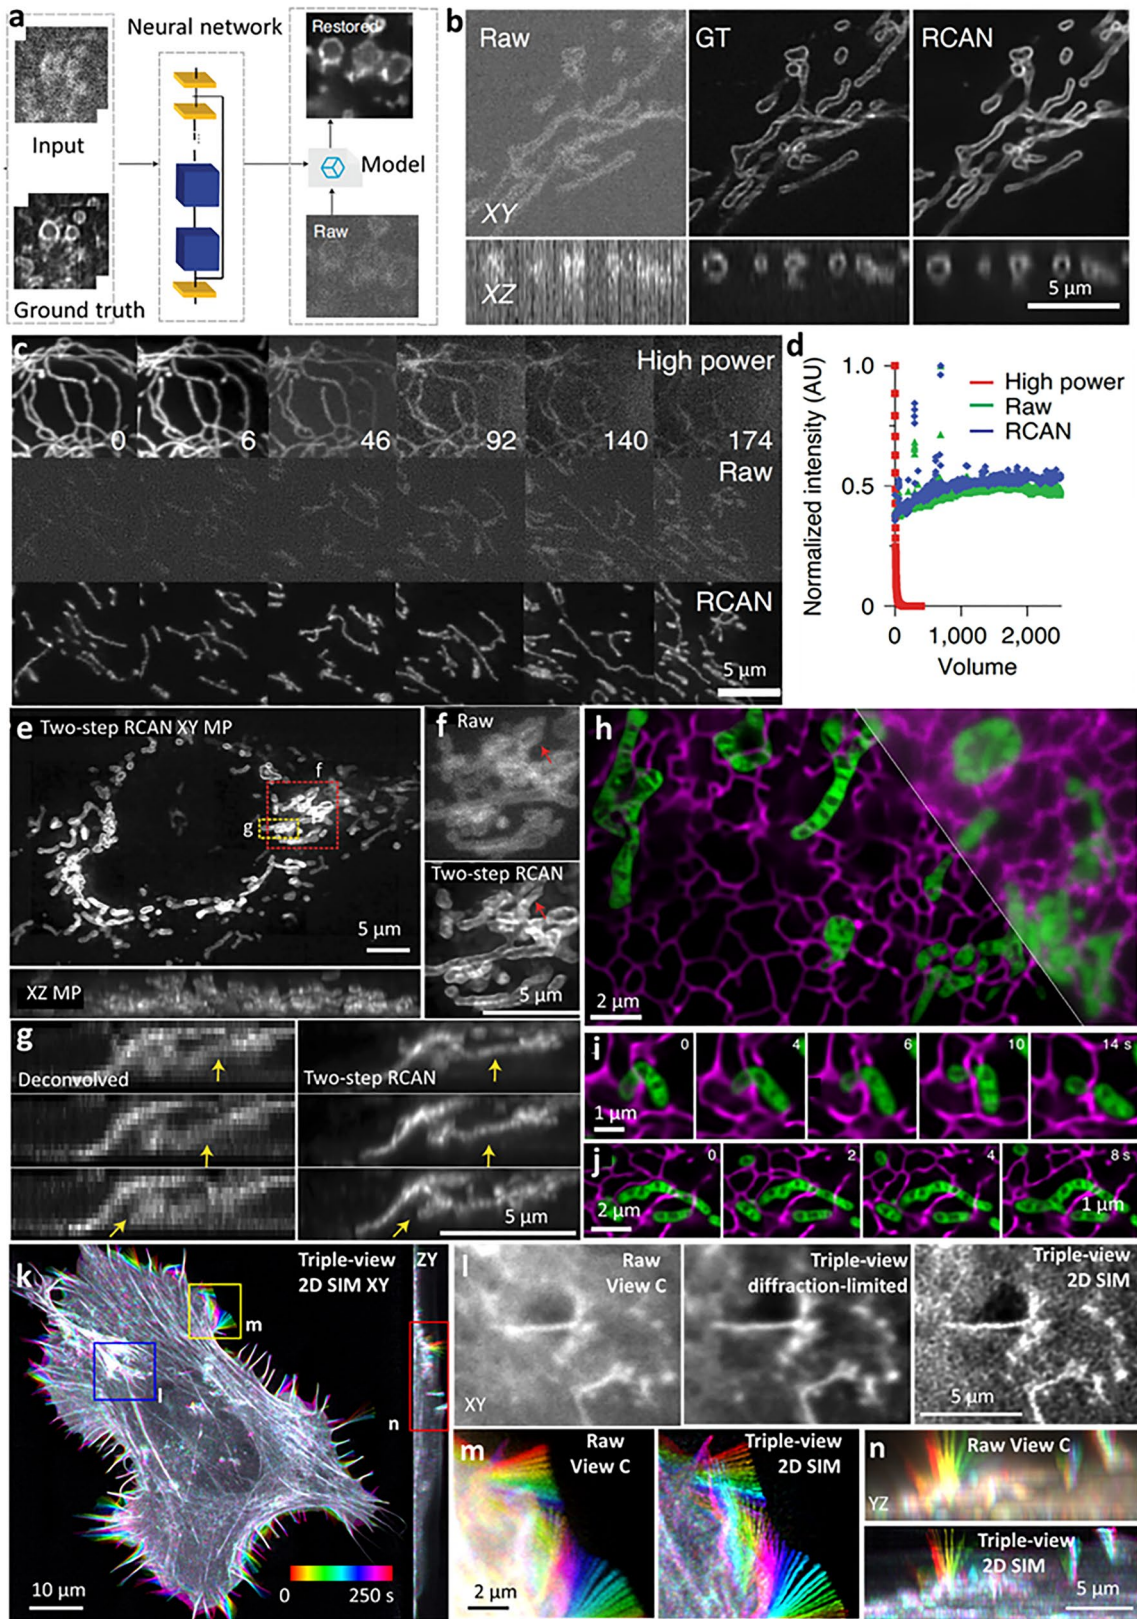 a
Neural network
Input
Ground truth
Restored
Model
Raw
b
Raw
GT
RCAN
XY
XZ
5 µm
c
High power
0
6
46
92
140
174
Raw
RCAN
5 µm
d
Normalized intensity (AU)
1.0
0.5
0
High power
Raw
RCAN
0
1,000
2,000
Volume
e
Two-step RCAN XY MP
f
g
5 µm
XZ MP
f
Raw
Two-step RCAN
5 µm
g
Deconvolved
Two-step RCAN
5 µm
h
2 µm
i
0
4
6
10
14 s
1 µm
j
0
2
4
8 s
2 µm
1 µm
k
Triple-view
2D SIM XY
ZY
m
l
n
10 µm
0
250 s
l
Raw
View C
XY
Triple-view
diffraction-limited
Triple-view
2D SIM
5 µm
m
Raw
View C
Triple-view
2D SIM
2 µm
n
Raw View C
YZ
Triple-view
2D SIM
5 µm